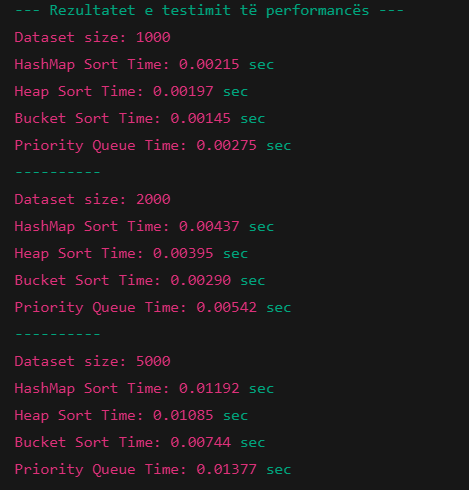 --- Rezultatet e testimit të performancës ---
Dataset size: 1000
HashMap Sort Time: 0.00215 sec
Heap Sort Time: 0.00197 sec
Bucket Sort Time: 0.00145 sec
Priority Queue Time: 0.00275 sec
----------
Dataset size: 2000
HashMap Sort Time: 0.00437 sec
Heap Sort Time: 0.00395 sec
Bucket Sort Time: 0.00290 sec
Priority Queue Time: 0.00542 sec
----------
Dataset size: 5000
HashMap Sort Time: 0.01192 sec
Heap Sort Time: 0.01085 sec
Bucket Sort Time: 0.00744 sec
Priority Queue Time: 0.01377 sec